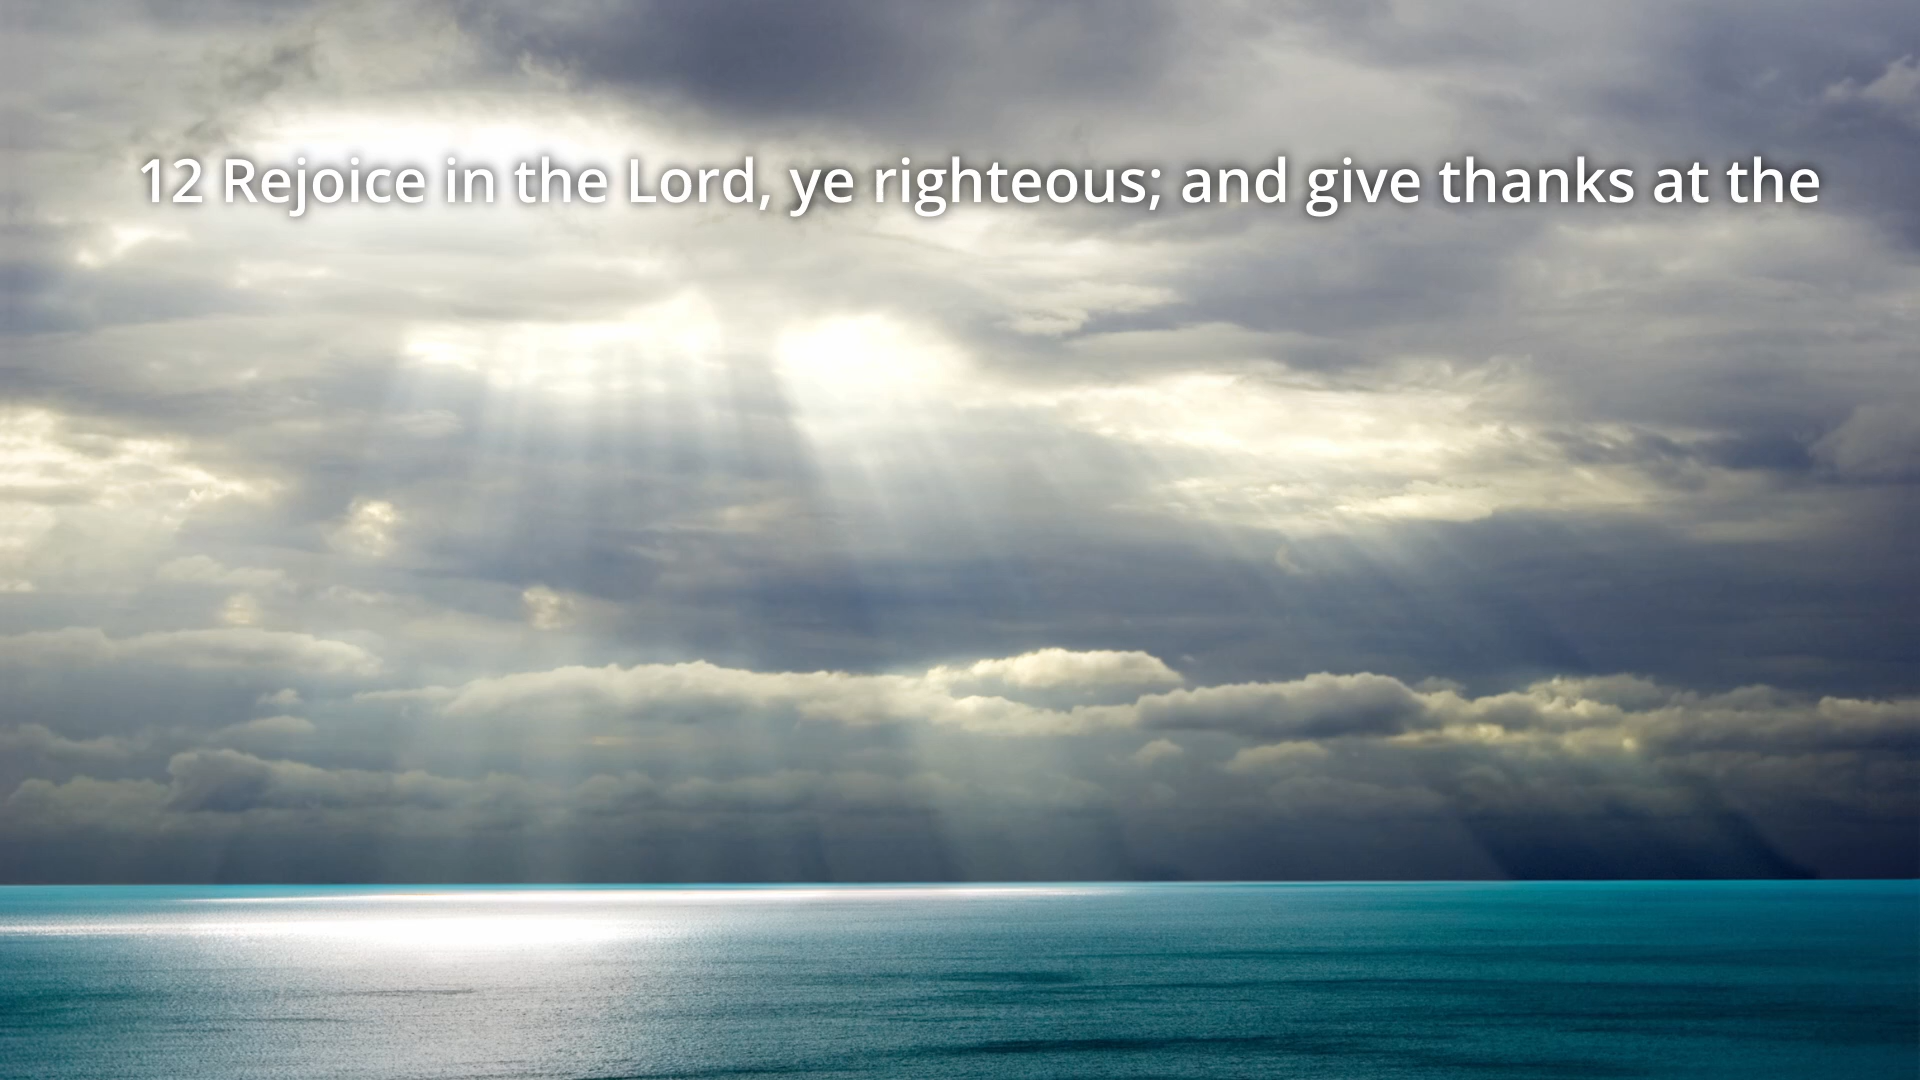 12 Rejoice in the Lord, ye righteous; and give thanks at the